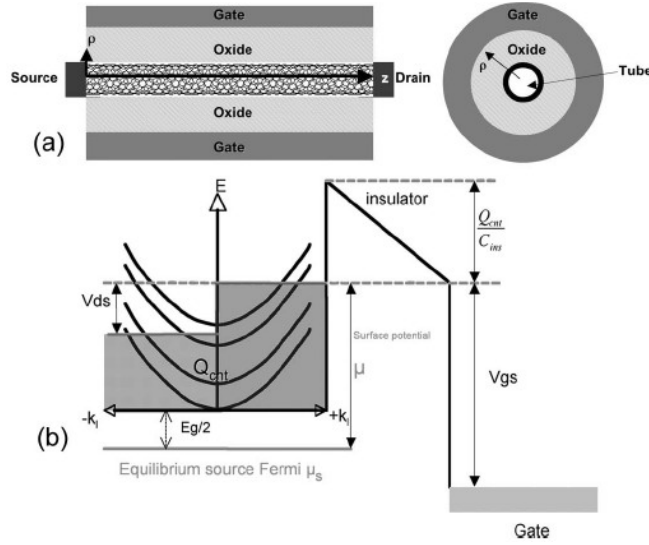 Gate
Oxide
ρ
Source
z
Drain
Oxide
Gate
(a)
Gate
Oxide
ρ
Tube
E
insulator
Q_cnt
C_ins
Vds
Surface potential
μ
Q_cnt
Vgs
-k_l
+k_l
Eg/2
(b)
Equilibrium source Fermi μ_s
Gate